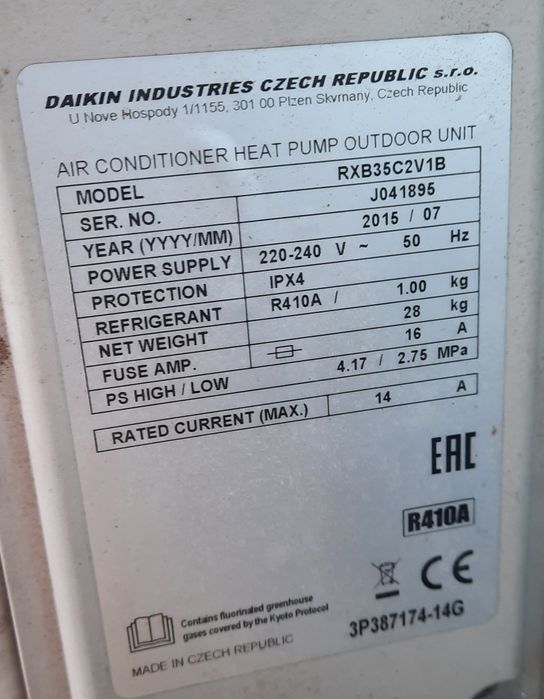 DAIKIN INDUSTRIES CZECH REPUBLIC s.r.o.
U Nove Hospody 1/1155, 301 00 Plzen Skvrnany, Czech Republic
AIR CONDITIONER HEAT PUMP OUTDOOR UNIT
MODEL RXB35C2V1B
SER. NO. J041895
YEAR (YYYY/MM) 2015 / 07
POWER SUPPLY 220-240 V ~ 50 Hz
PROTECTION IPX4
REFRIGERANT R410A / 1.00 kg
NET WEIGHT 28 kg
FUSE AMP. 16 A
PS HIGH / LOW 4.17 / 2.75 MPa
RATED CURRENT (MAX.) 14 A
EAC
R410A
CE
Contains fluorinated greenhouse
gases covered by the Kyoto Protocol
3P387174-14G
MADE IN CZECH REPUBLIC